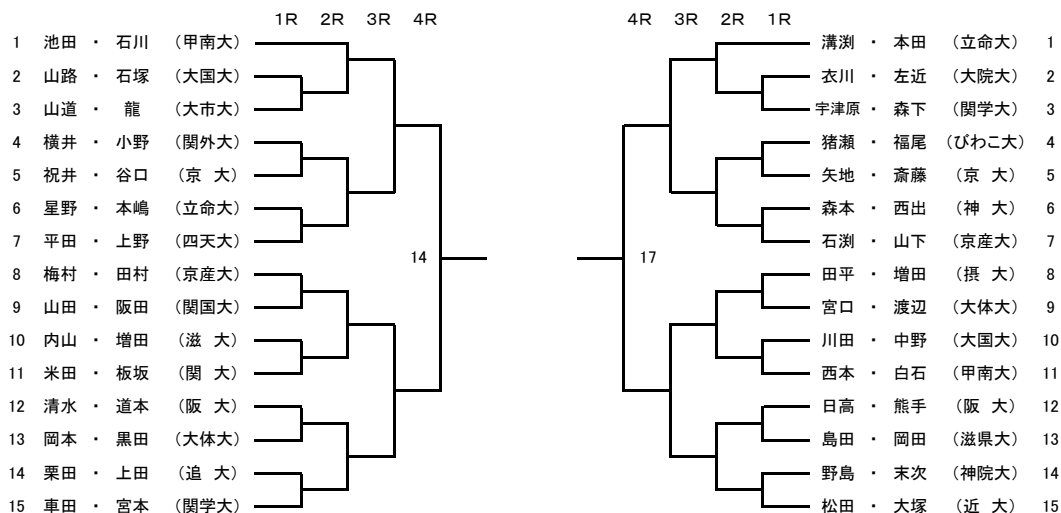 1R 2R 3R 4R
1 池田 ・ 石川 (甲南大)
2 山路 ・ 石塚 (大国大)
3 山道 ・ 龍 (大市大)
4 横井 ・ 小野 (関外大)
5 祝井 ・ 谷口 (京 大)
6 星野 ・ 本嶋 (立命大)
7 平田 ・ 上野 (四天大)
8 梅村 ・ 田村 (京産大)
9 山田 ・ 阪田 (関国大)
10 内山 ・ 増田 (滋 大)
11 米田 ・ 板坂 (関 大)
12 清水 ・ 道本 (阪 大)
13 岡本 ・ 黒田 (大体大)
14 栗田 ・ 上田 (追 大)
15 車田 ・ 宮本 (関学大)
14
4R 3R 2R 1R
溝渕 ・ 本田 (立命大) 1
衣川 ・ 左近 (大院大) 2
宇津原 ・ 森下 (関学大) 3
猪瀬 ・ 福尾 (びわこ大) 4
矢地 ・ 斎藤 (京 大) 5
森本 ・ 西出 (神 大) 6
石渕 ・ 山下 (京産大) 7
田平 ・ 増田 (摂 大) 8
宮口 ・ 渡辺 (大体大) 9
川田 ・ 中野 (大国大) 10
西本 ・ 白石 (甲南大) 11
日高 ・ 熊手 (阪 大) 12
島田 ・ 岡田 (滋県大) 13
野島 ・ 末次 (神院大) 14
松田 ・ 大塚 (近 大) 15
17